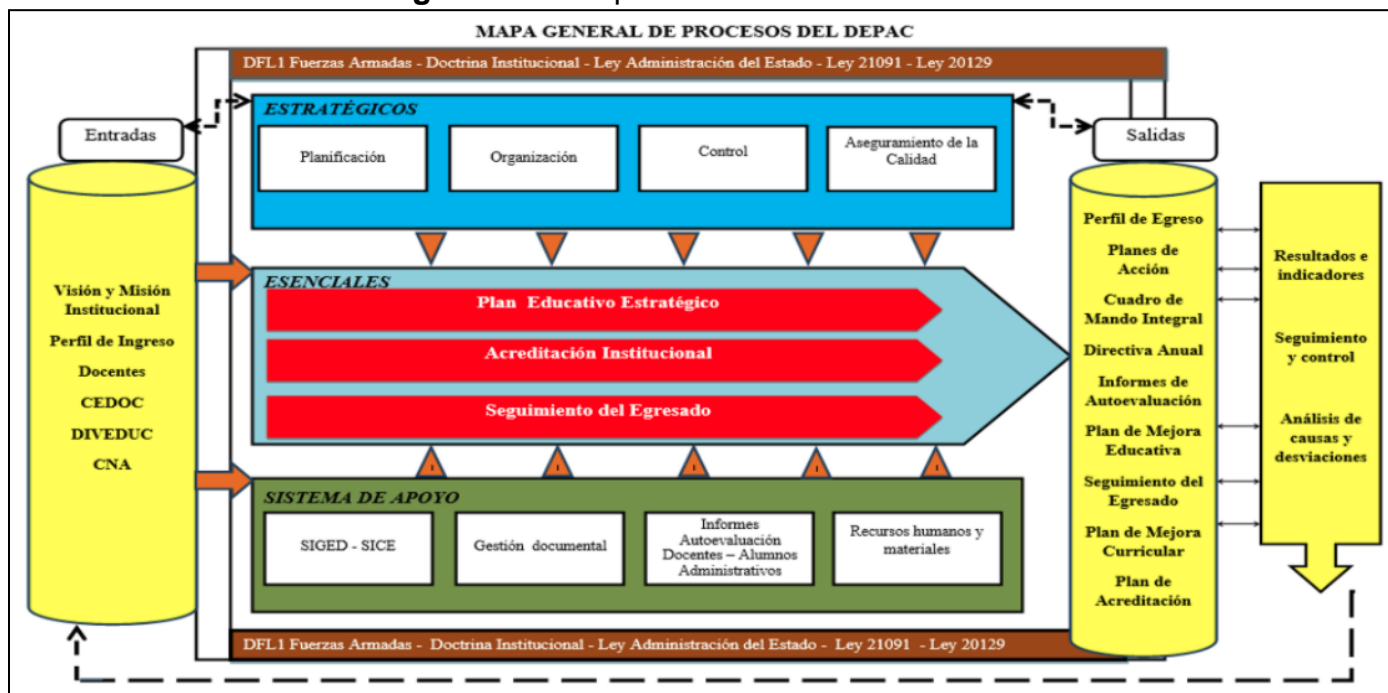 MAPA GENERAL DE PROCESOS DEL DEPAC
DFL1 Fuerzas Armadas - Doctrina Institucional - Ley Administración del Estado - Ley 21091 - Ley 20129
ESTRATÉGICOS
Planificación
Organización
Control
Aseguramiento de la
Calidad
Entradas
Visión y Misión
Institucional
Perfil de Ingreso
Docentes
CEDOC
DIVEDUC
CNA
ESENCIALES
Plan Educativo Estratégico
Acreditación Institucional
Seguimiento del Egresado
SISTEMA DE APOYO
SIGED - SICE
Gestión documental
Informes
Autoevaluación
Docentes – Alumnos
Administrativos
Recursos humanos y
materiales
Salidas
Perfil de Egreso
Planes de
Acción
Cuadro de
Mando Integral
Directiva Anual
Informes de
Autoevaluación
Plan de Mejora
Educativa
Seguimiento del
Egresado
Plan de Mejora
Curricular
Plan de
Acreditación
Resultados e
indicadores
Seguimiento
y control
Análisis de
causas y
desviaciones
DFL1 Fuerzas Armadas - Doctrina Institucional - Ley Administración del Estado - Ley 21091 - Ley 20129